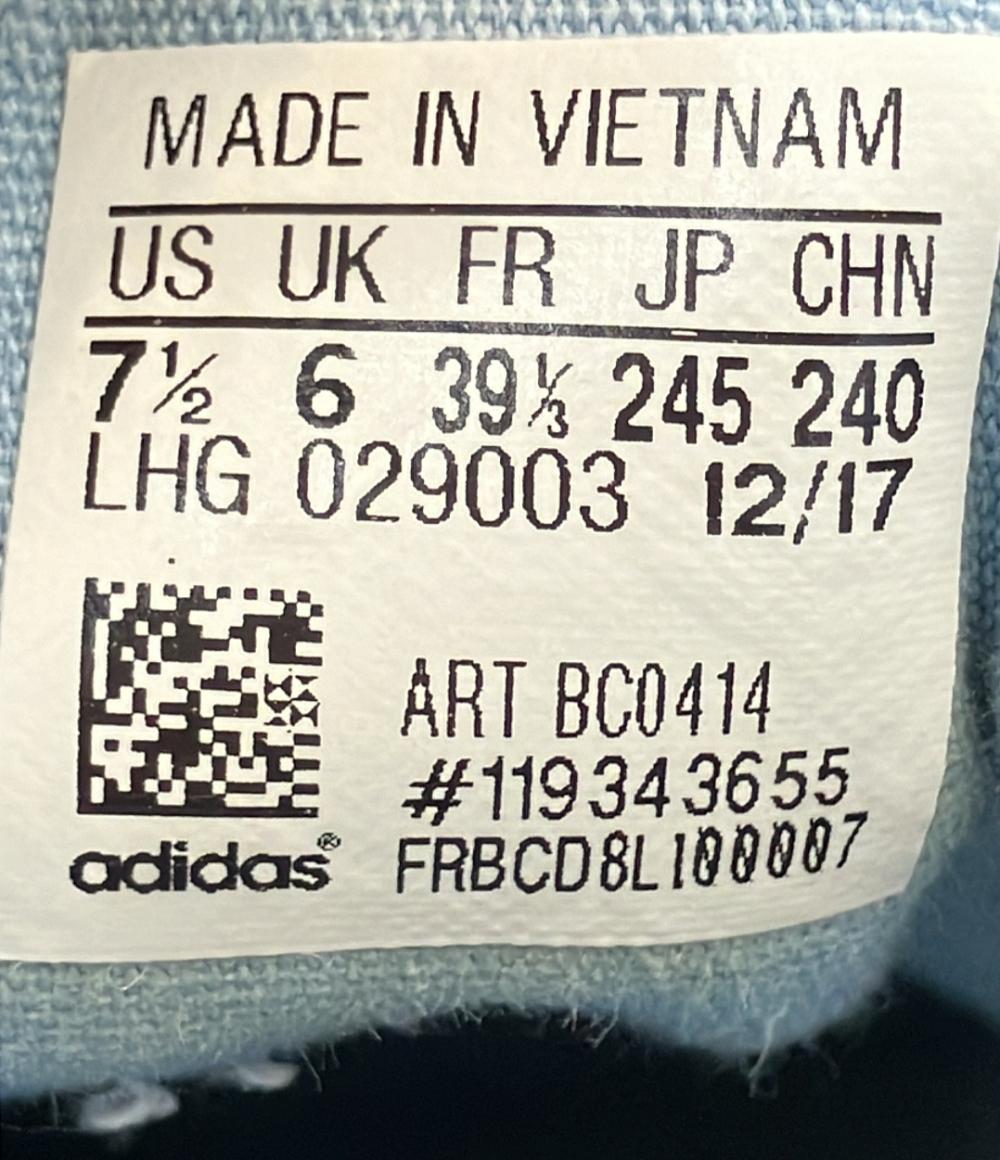 MADE IN VIETNAM
US UK FR JP CHN
7½ 6 39⅓ 245 240
LHG 029003 12/17
ART BC0414
#119343655
adidas® FRBCD8L100007